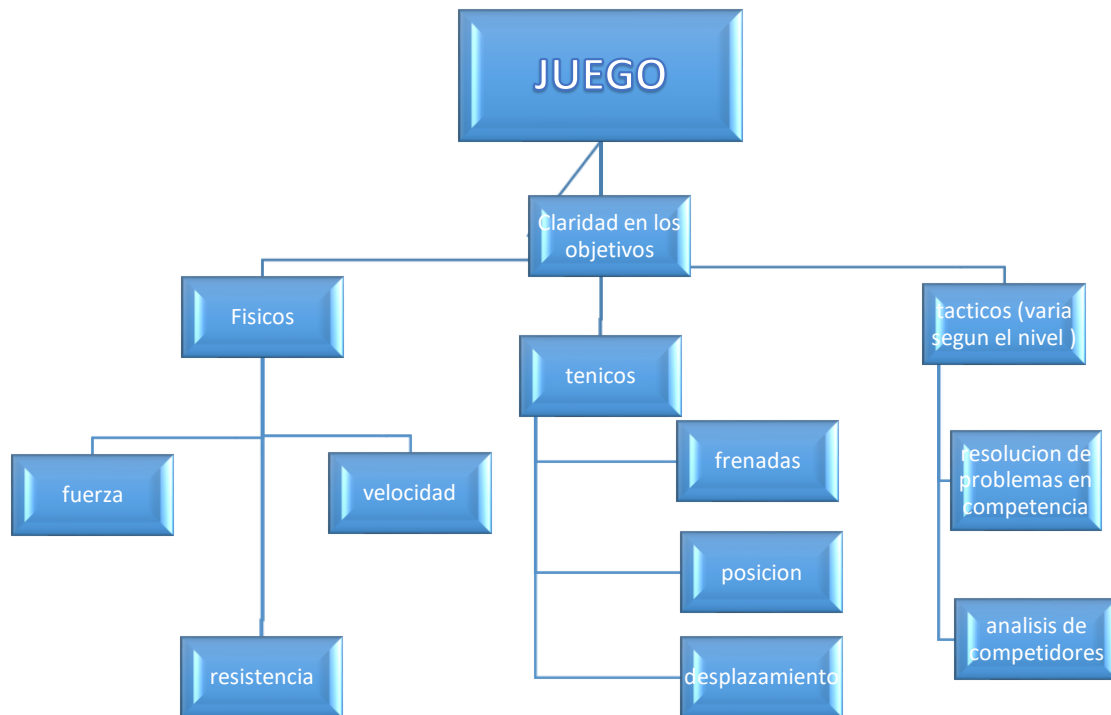 JUEGO
Claridad en los
objetivos
Fisicos
fuerza
velocidad
resistencia
tenicos
frenadas
posicion
desplazamiento
tacticos (varia
segun el nivel )
resolucion de
problemas en
competencia
analisis de
competidores